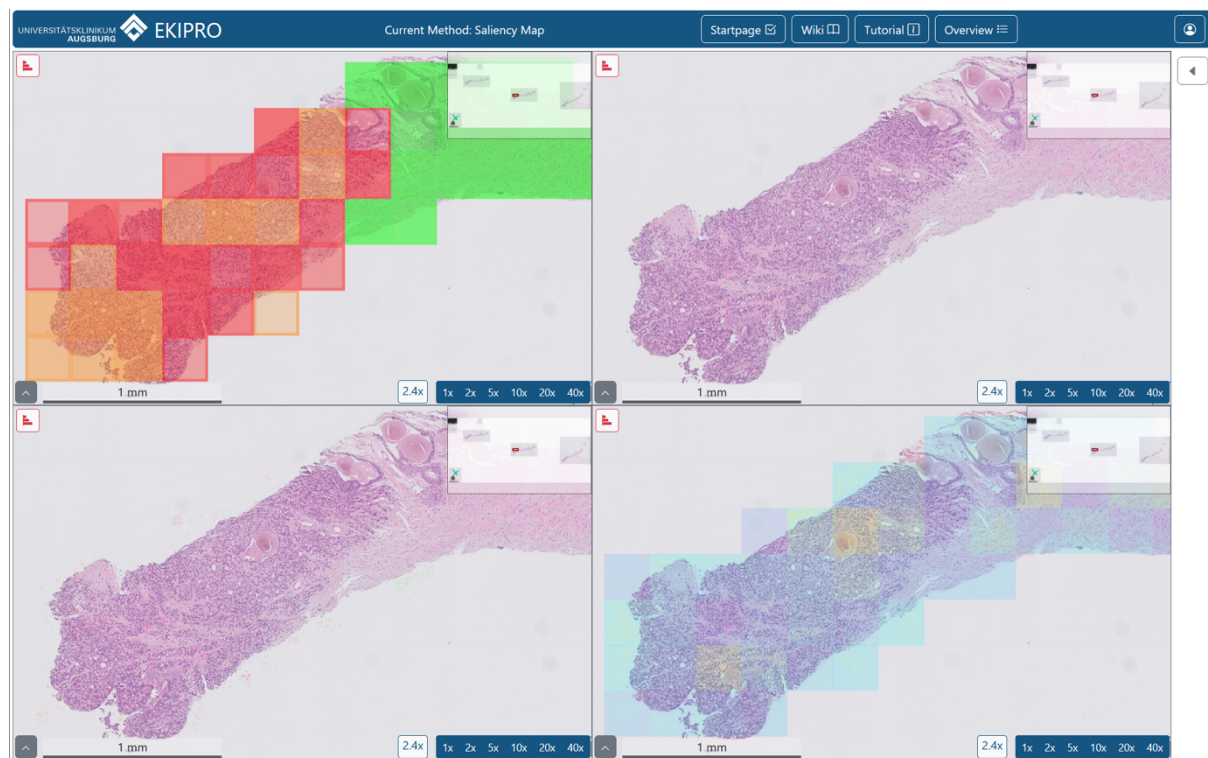 UNIVERSITÄTSKLINIKUM
AUGSBURG
EKIPRO
Current Method: Saliency Map
Startpage
Wiki
Tutorial
Overview
1 mm
2.4x
1x 2x 5x 10x 20x 40x
1 mm
2.4x
1x 2x 5x 10x 20x 40x
1 mm
2.4x
1x 2x 5x 10x 20x 40x
1 mm
2.4x
1x 2x 5x 10x 20x 40x